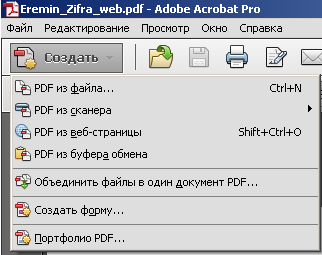 Eremin_Zifra_web.pdf - Adobe Acrobat Pro
Файл Редактирование Просмотр Окно Справка
Создать
PDF из файла... Ctrl+N
PDF из сканера
PDF из веб-страницы Shift+Ctrl+O
PDF из буфера обмена
Объединить файлы в один документ PDF...
Создать форму...
Портфолио PDF...